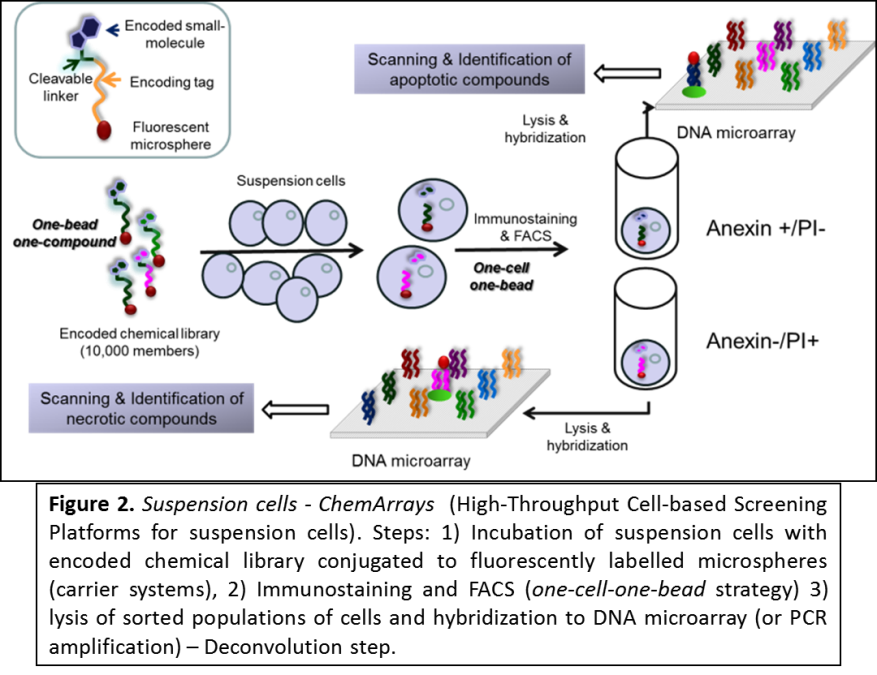 Encoded small-
molecule
Cleavable
linker
Encoding tag
Fluorescent
microsphere
Scanning & Identification of
apoptotic compounds
Lysis &
hybridization
DNA microarray
One-bead
one-compound
Suspension cells
Immunostaining
& FACS
One-cell
one-bead
Anexin +/PI-
Encoded chemical library
(10,000 members)
Anexin-/PI+
Scanning & Identification of
necrotic compounds
Lysis &
hybridization
DNA microarray
Figure 2. Suspension cells - ChemArrays (High-Throughput Cell-based Screening
Platforms for suspension cells). Steps: 1) Incubation of suspension cells with
encoded chemical library conjugated to fluorescently labelled microspheres
(carrier systems), 2) Immunostaining and FACS (one-cell-one-bead strategy) 3)
lysis of sorted populations of cells and hybridization to DNA microarray (or PCR
amplification) – Deconvolution step.